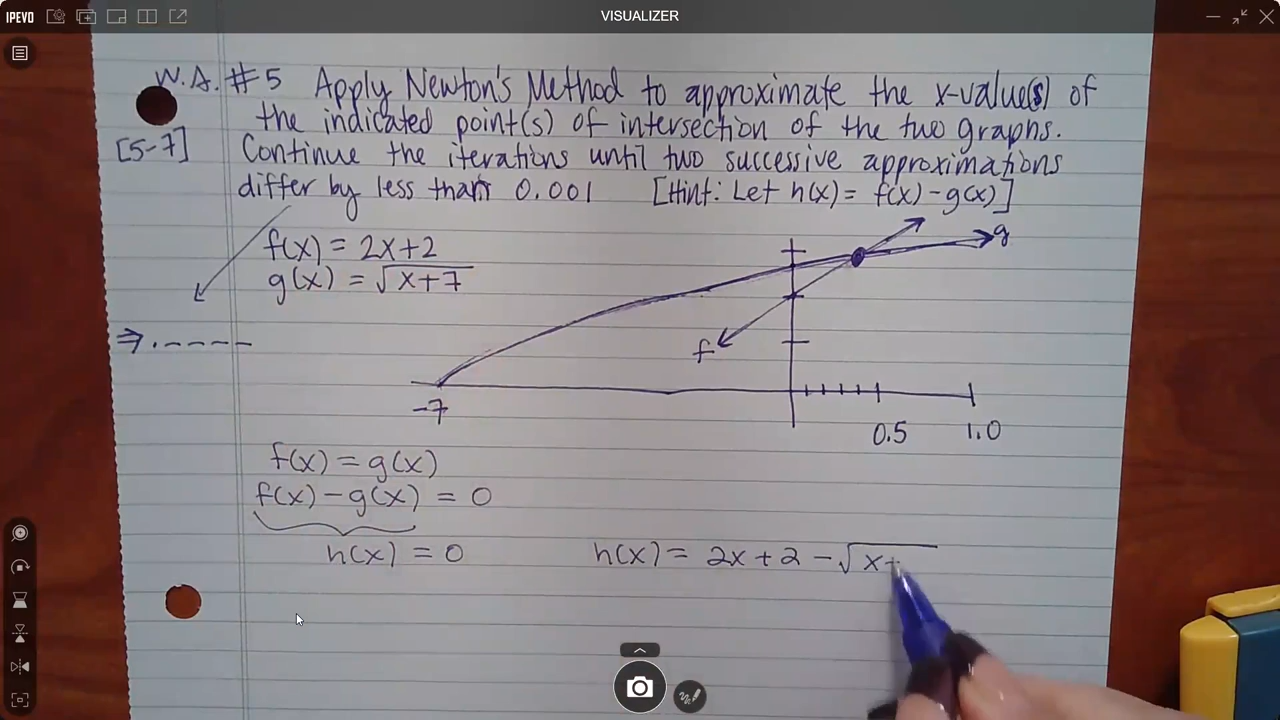 IPEVO
VISUALIZER
W.A. #5 Apply Newton's Method to approximate the x-value(s) of
the indicated point(s) of intersection of the two graphs.
[5-7] Continue the iterations until two successive approximations
differ by less than 0.001 [Hint: Let h(x) = f(x) - g(x)]
f(x) = 2x+2
g(x) = √x+7
g
f
⇒ . _ _ _ _
-7
0.5
1.0
f(x) = g(x)
f(x) - g(x) = 0
h(x) = 0
h(x) = 2x + 2 - √x+